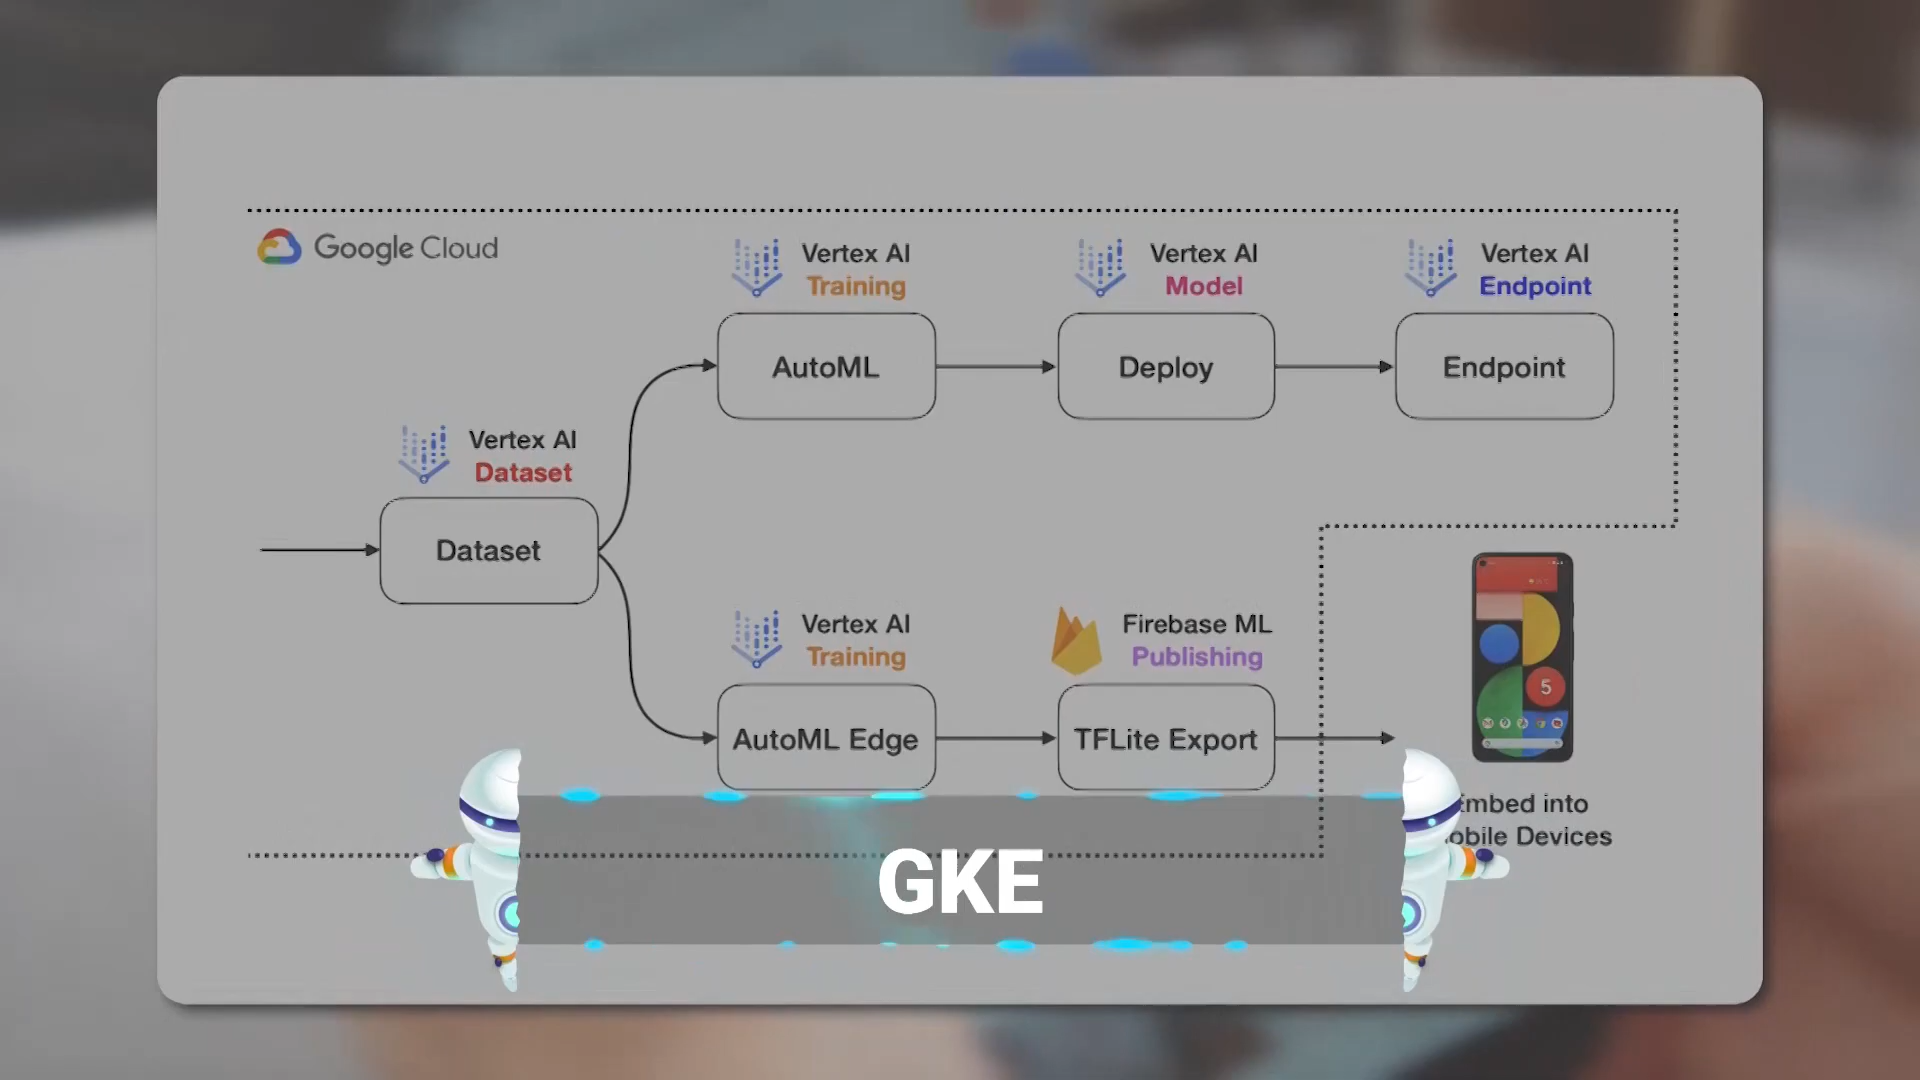 Google Cloud
Vertex AI
Training
AutoML
Vertex AI
Model
Deploy
Vertex AI
Endpoint
Endpoint
Vertex AI
Dataset
Dataset
Vertex AI
Training
AutoML Edge
Firebase ML
Publishing
TFLite Export
5
Embed into
obile Devices
GKE